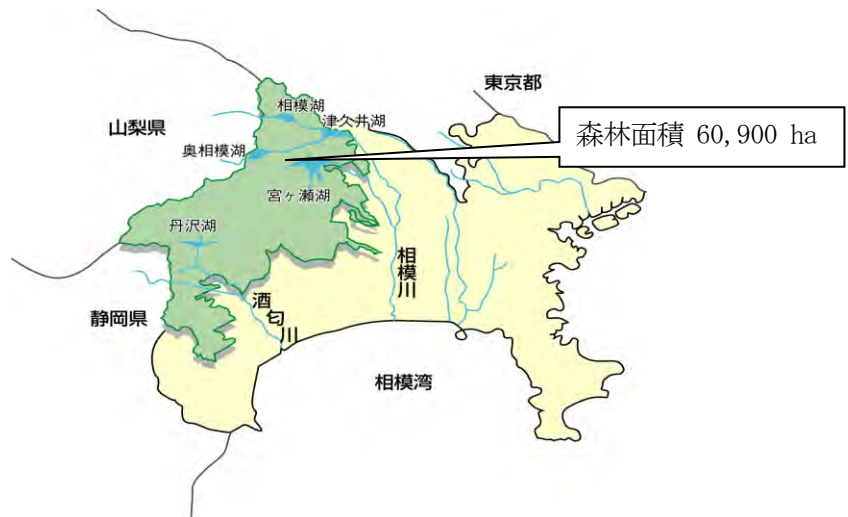 東京都
相模湖
津久井湖
山梨県
森林面積 60,900 ha
奥相模湖
宮ヶ瀬湖
丹沢湖
相模川
酒匂川
静岡県
相模湾